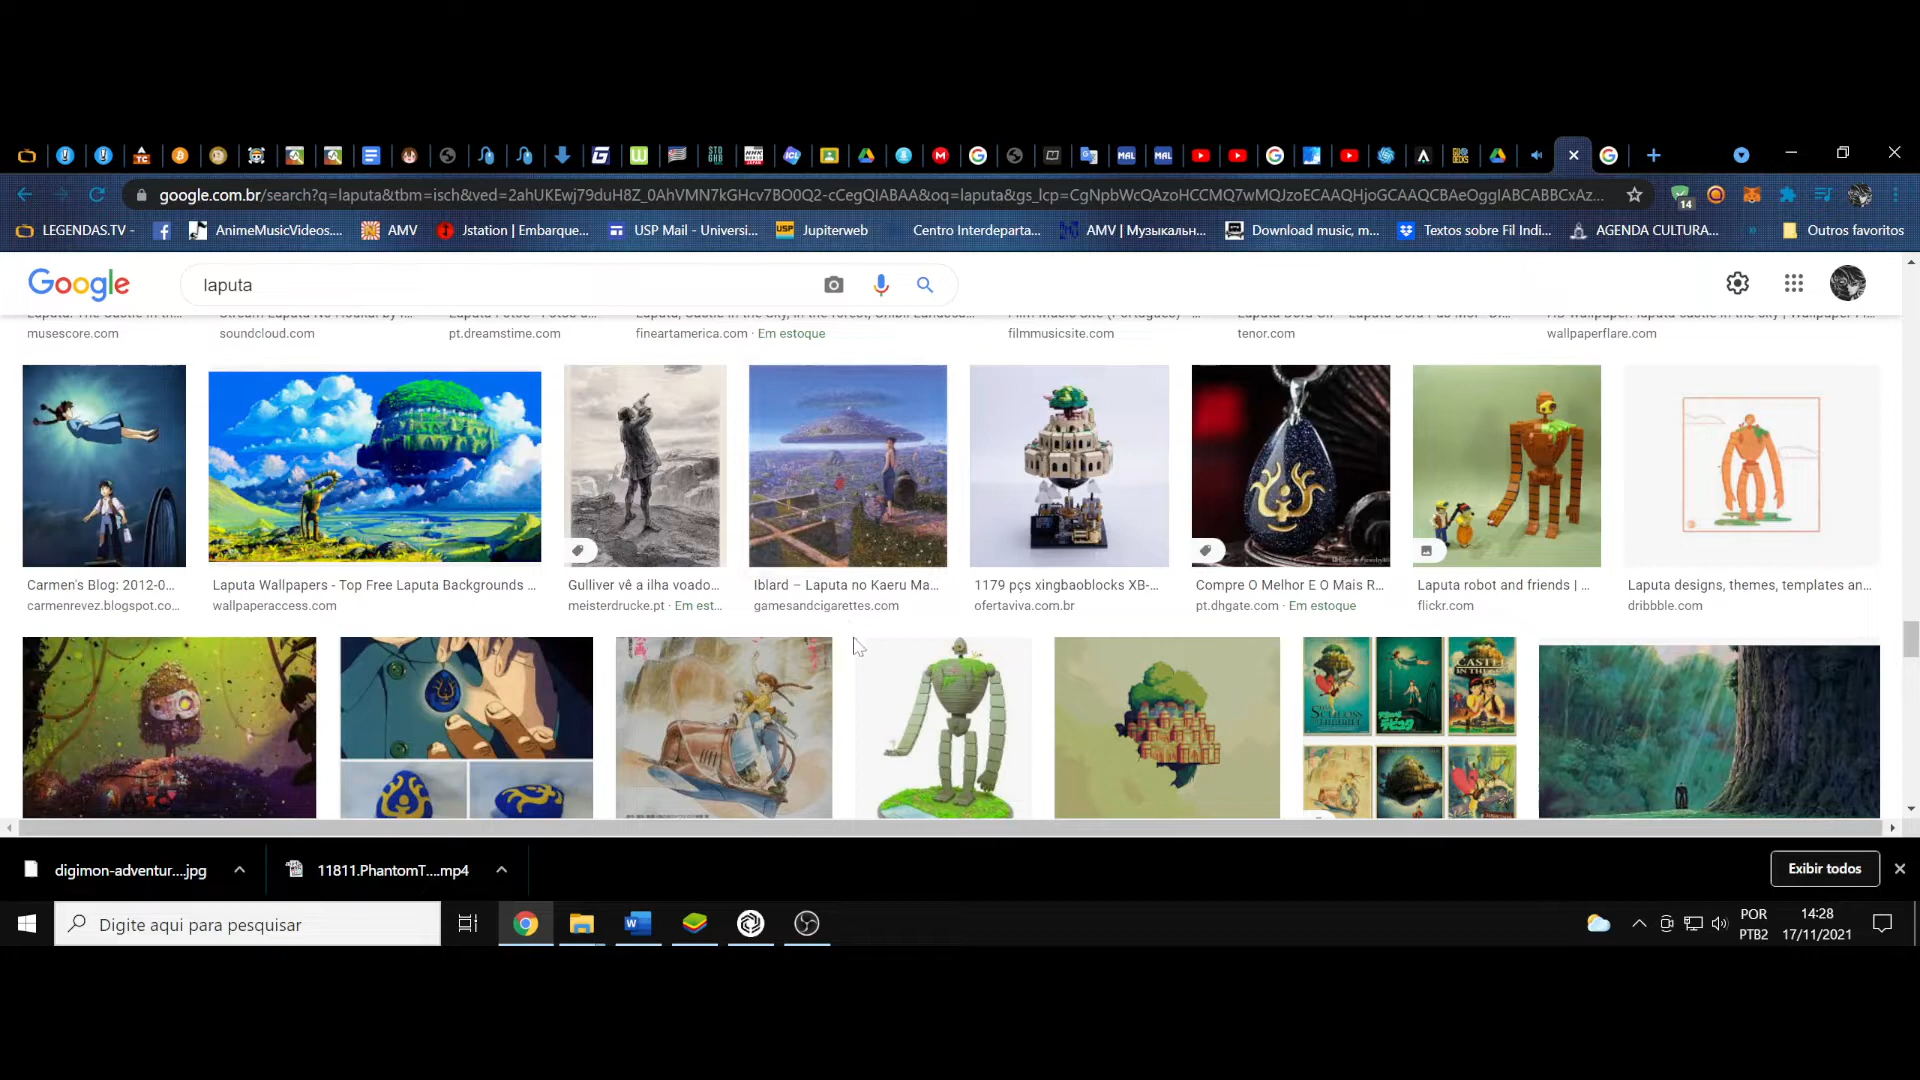 google.com.br/search?q=laputa&tbm=isch&ved=2ahUKEwj79duH8Z_0AhVMN7kGHcv7BO0Q2-cCegQIABAA&oq=laputa&gs_lcp=CgNpbWcQAzoHCCMQ7wMQJzoECAAQHjoGCAAQCBAeOggIABCABBCxAz...
14
LEGENDAS.TV - AnimeMusicVideos.... AMV Jstation | Embarque... USP Mail - Universi... Jupiterweb Centro Interdeparta... AMV | Музыкальн... Download music, m... Textos sobre Fil Indi... AGENDA CULTURA... » Outros favoritos
Google laputa
musescore.com soundcloud.com pt.dreamstime.com fineartamerica.com · Em estoque filmmusicsite.com tenor.com wallpaperflare.com
Carmen's Blog: 2012-0... Laputa Wallpapers - Top Free Laputa Backgrounds ... Gulliver vê a ilha voado... Iblard – Laputa no Kaeru Ma... 1179 pçs xingbaoblocks XB-... Compre O Melhor E O Mais R... Laputa robot and friends | ... Laputa designs, themes, templates an...
carmenrevez.blogspot.co... wallpaperaccess.com meisterdrucke.pt · Em est... gamesandcigarettes.com ofertaviva.com.br pt.dhgate.com · Em estoque flickr.com dribbble.com
digimon-adventur....jpg 11811.PhantomT....mp4 Exibir todos
Digite aqui para pesquisar
POR 14:28
PTB2 17/11/2021